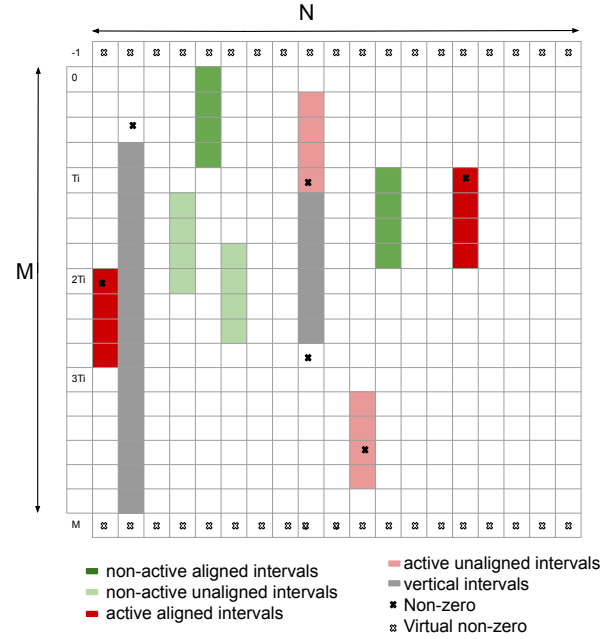 N
-1
0
Ti
M
2Ti
3Ti
M
non-active aligned intervals
non-active unaligned intervals
active aligned intervals
active unaligned intervals
vertical intervals
Non-zero
Virtual non-zero